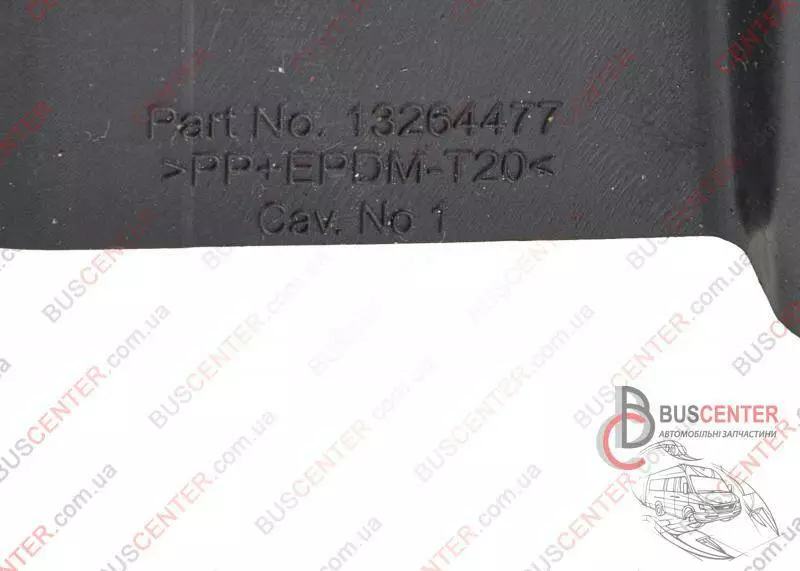 Part No. 13264477
>PP+EPDM-T20<
Cav. No 1
BUSCENTER
АВТОМОБІЛЬНІ ЗАПЧАСТИНИ
BUSCENTER.com.ua